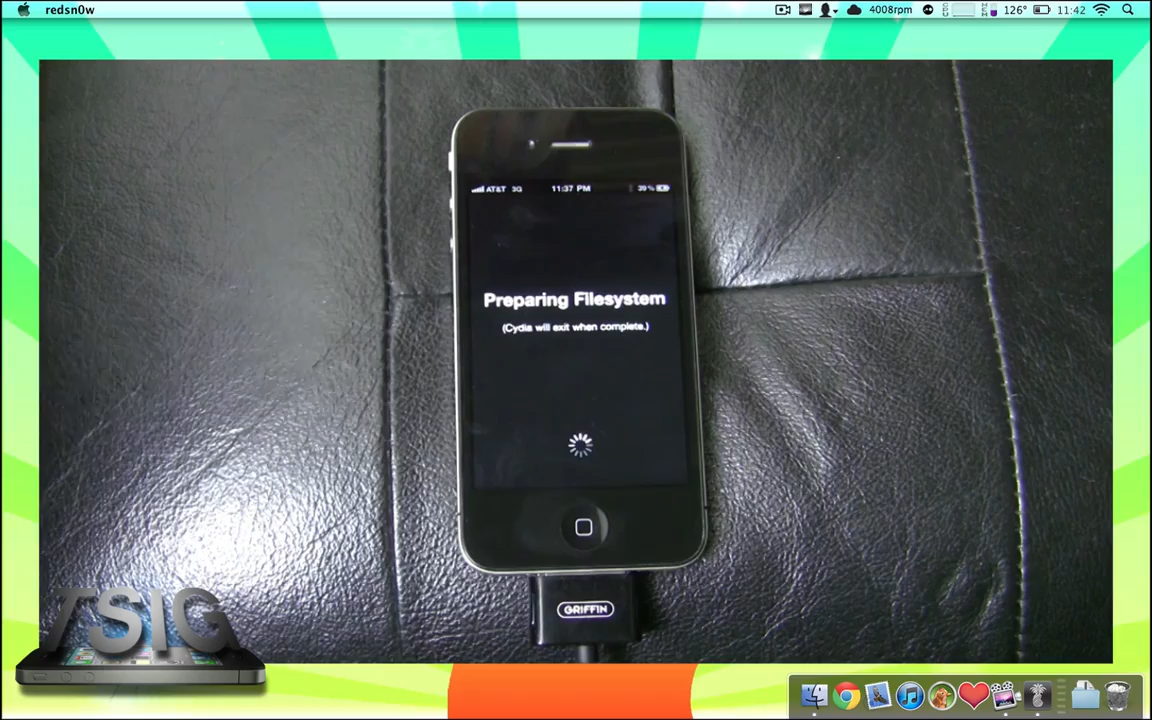 redsn0w
4008rpm
126°
11:42
AT&T 3G 11:37 PM 39%
Preparing Filesystem
(Cydia will exit when complete.)
GRIFFIN
TSIG